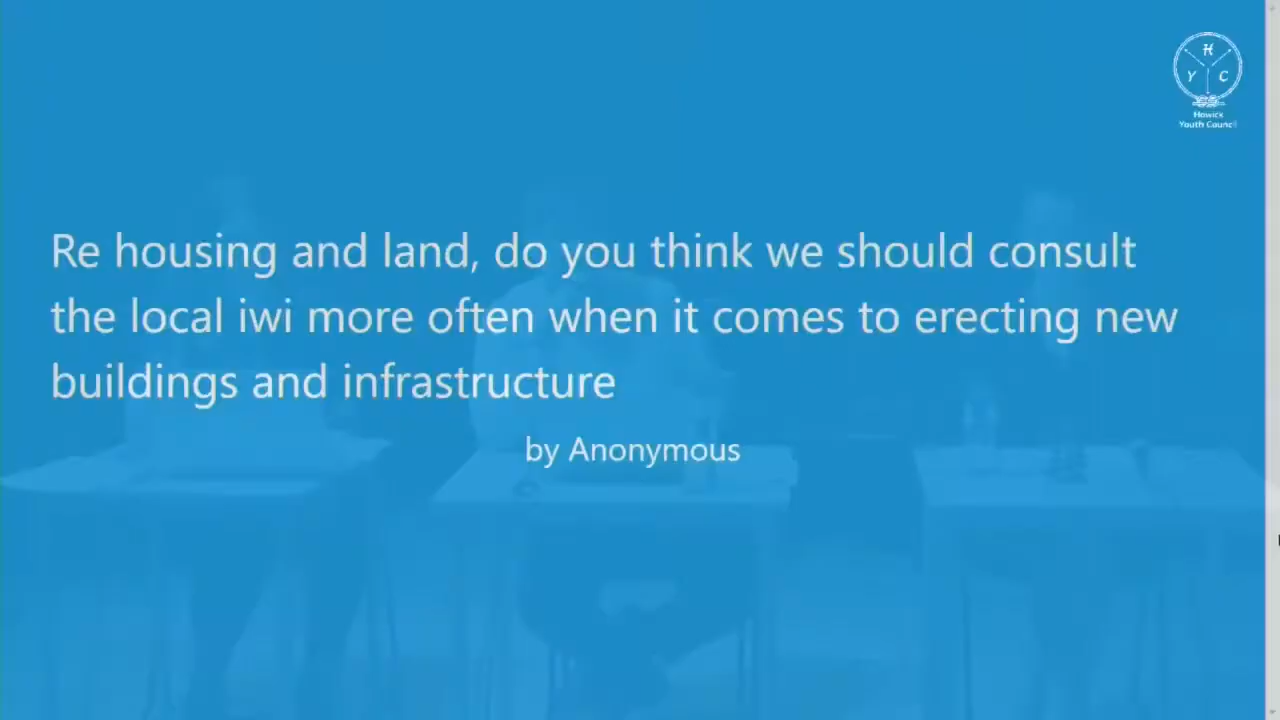 H
Y C
Howick
Youth Council
Re housing and land, do you think we should consult
the local iwi more often when it comes to erecting new
buildings and infrastructure
by Anonymous